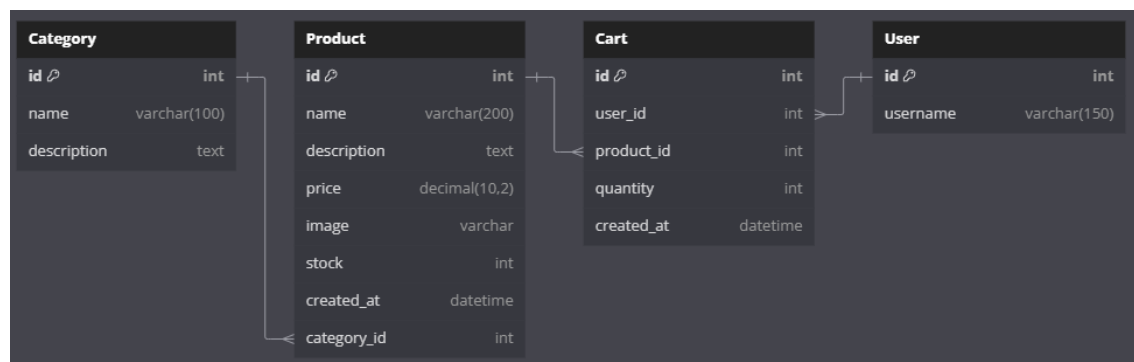 Category
id int
name varchar(100)
description text
Product
id int
name varchar(200)
description text
price decimal(10,2)
image varchar
stock int
created_at datetime
category_id int
Cart
id int
user_id int
product_id int
quantity int
created_at datetime
User
id int
username varchar(150)